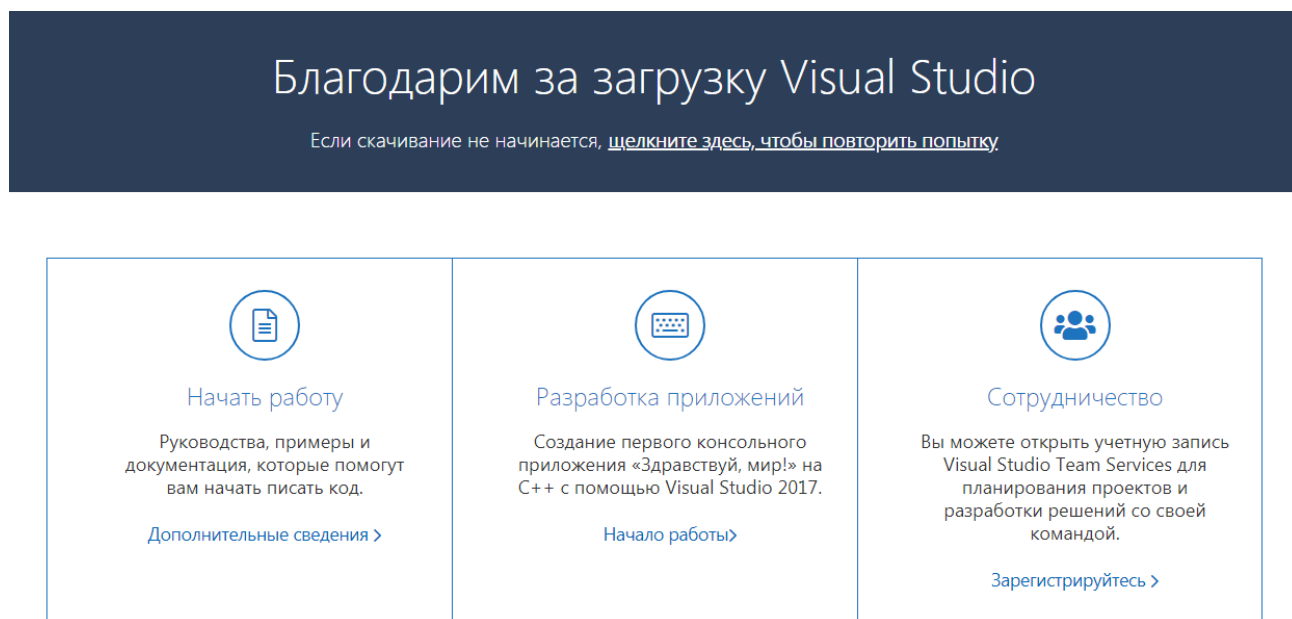 Благодарим за загрузку Visual Studio
Если скачивание не начинается, щелкните здесь, чтобы повторить попытку
Начать работу
Руководства, примеры и
документация, которые помогут
вам начать писать код.
Дополнительные сведения >
Разработка приложений
Создание первого консольного
приложения «Здравствуй, мир!» на
C++ с помощью Visual Studio 2017.
Начало работы>
Сотрудничество
Вы можете открыть учетную запись
Visual Studio Team Services для
планирования проектов и
разработки решений со своей
командой.
Зарегистрируйтесь >